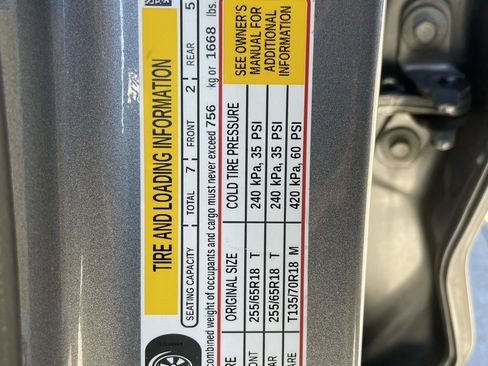 TIRE AND LOADING INFORMATION
SEATING CAPACITY TOTAL 7 FRONT 2 REAR 5
combined weight of occupants and cargo must never exceed 756 kg or 1668 lbs.
ORIGINAL SIZE COLD TIRE PRESSURE
255/65R18 T 240 kPa, 35 PSI
255/65R18 T 240 kPa, 35 PSI
T135/70R18 M 420 kPa, 60 PSI
SEE OWNER'S
MANUAL FOR
ADDITIONAL
INFORMATION